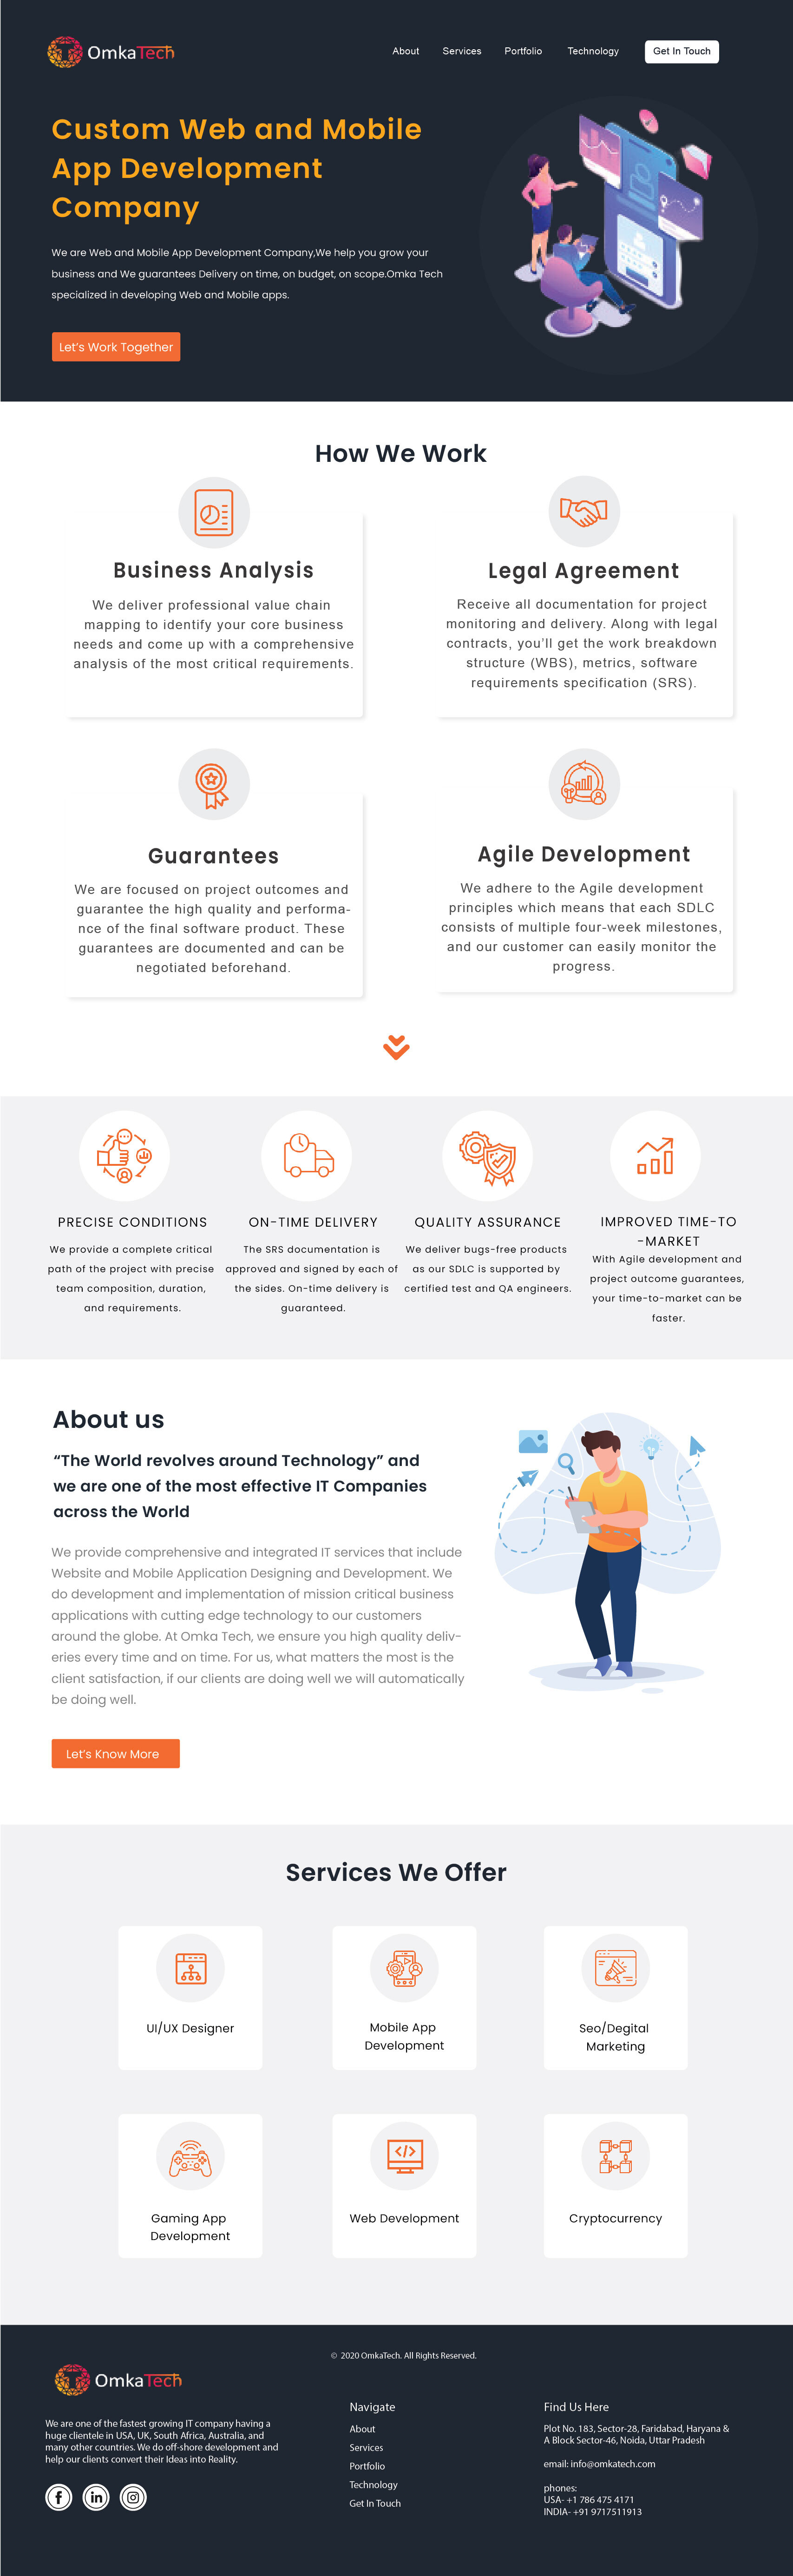 OmkaTech
About
Services
Portfolio
Technology
Get In Touch
Custom Web and Mobile
App Development
Company
We are Web and Mobile App Development Company,We help you grow your
business and We guarantees Delivery on time, on budget, on scope.Omka Tech
specialized in developing Web and Mobile apps.
Let's Work Together
How We Work
Business Analysis
We deliver professional value chain
mapping to identify your core business
needs and come up with a comprehensive
analysis of the most critical requirements.
Legal Agreement
Receive all documentation for project
monitoring and delivery. Along with legal
contracts, you'll get the work breakdown
structure (WBS), metrics, software
requirements specification (SRS).
Guarantees
We are focused on project outcomes and
guarantee the high quality and performa-
nce of the final software product. These
guarantees are documented and can be
negotiated beforehand.
Agile Development
We adhere to the Agile development
principles which means that each SDLC
consists of multiple four-week milestones,
and our customer can easily monitor the
progress.
PRECISE CONDITIONS
We provide a complete critical
path of the project with precise
team composition, duration,
and requirements.
ON-TIME DELIVERY
The SRS documentation is
approved and signed by each of
the sides. On-time delivery is
guaranteed.
QUALITY ASSURANCE
We deliver bugs-free products
as our SDLC is supported by
certified test and QA engineers.
IMPROVED TIME-TO
-MARKET
With Agile development and
project outcome guarantees,
your time-to-market can be
faster.
About us
“The World revolves around Technology” and
we are one of the most effective IT Companies
across the World
We provide comprehensive and integrated IT services that include
Website and Mobile Application Designing and Development. We
do development and implementation of mission critical business
applications with cutting edge technology to our customers
around the globe. At Omka Tech, we ensure you high quality deliv-
eries every time and on time. For us, what matters the most is the
client satisfaction, if our clients are doing well we will automatically
be doing well.
Let's Know More
Services We Offer
UI/UX Designer
Mobile App
Development
Seo/Degital
Marketing
Gaming App
Development
Web Development
Cryptocurrency
© 2020 OmkaTech. All Rights Reserved.
OmkaTech
We are one of the fastest growing IT company having a
huge clientele in USA, UK, South Africa, Australia, and
many other countries. We do off-shore development and
help our clients convert their Ideas into Reality.
Navigate
About
Services
Portfolio
Technology
Get In Touch
Find Us Here
Plot No. 183, Sector-28, Faridabad, Haryana &
A Block Sector-46, Noida, Uttar Pradesh
email: info@omkatech.com
phones:
USA- +1 786 475 4171
INDIA- +91 9717511913